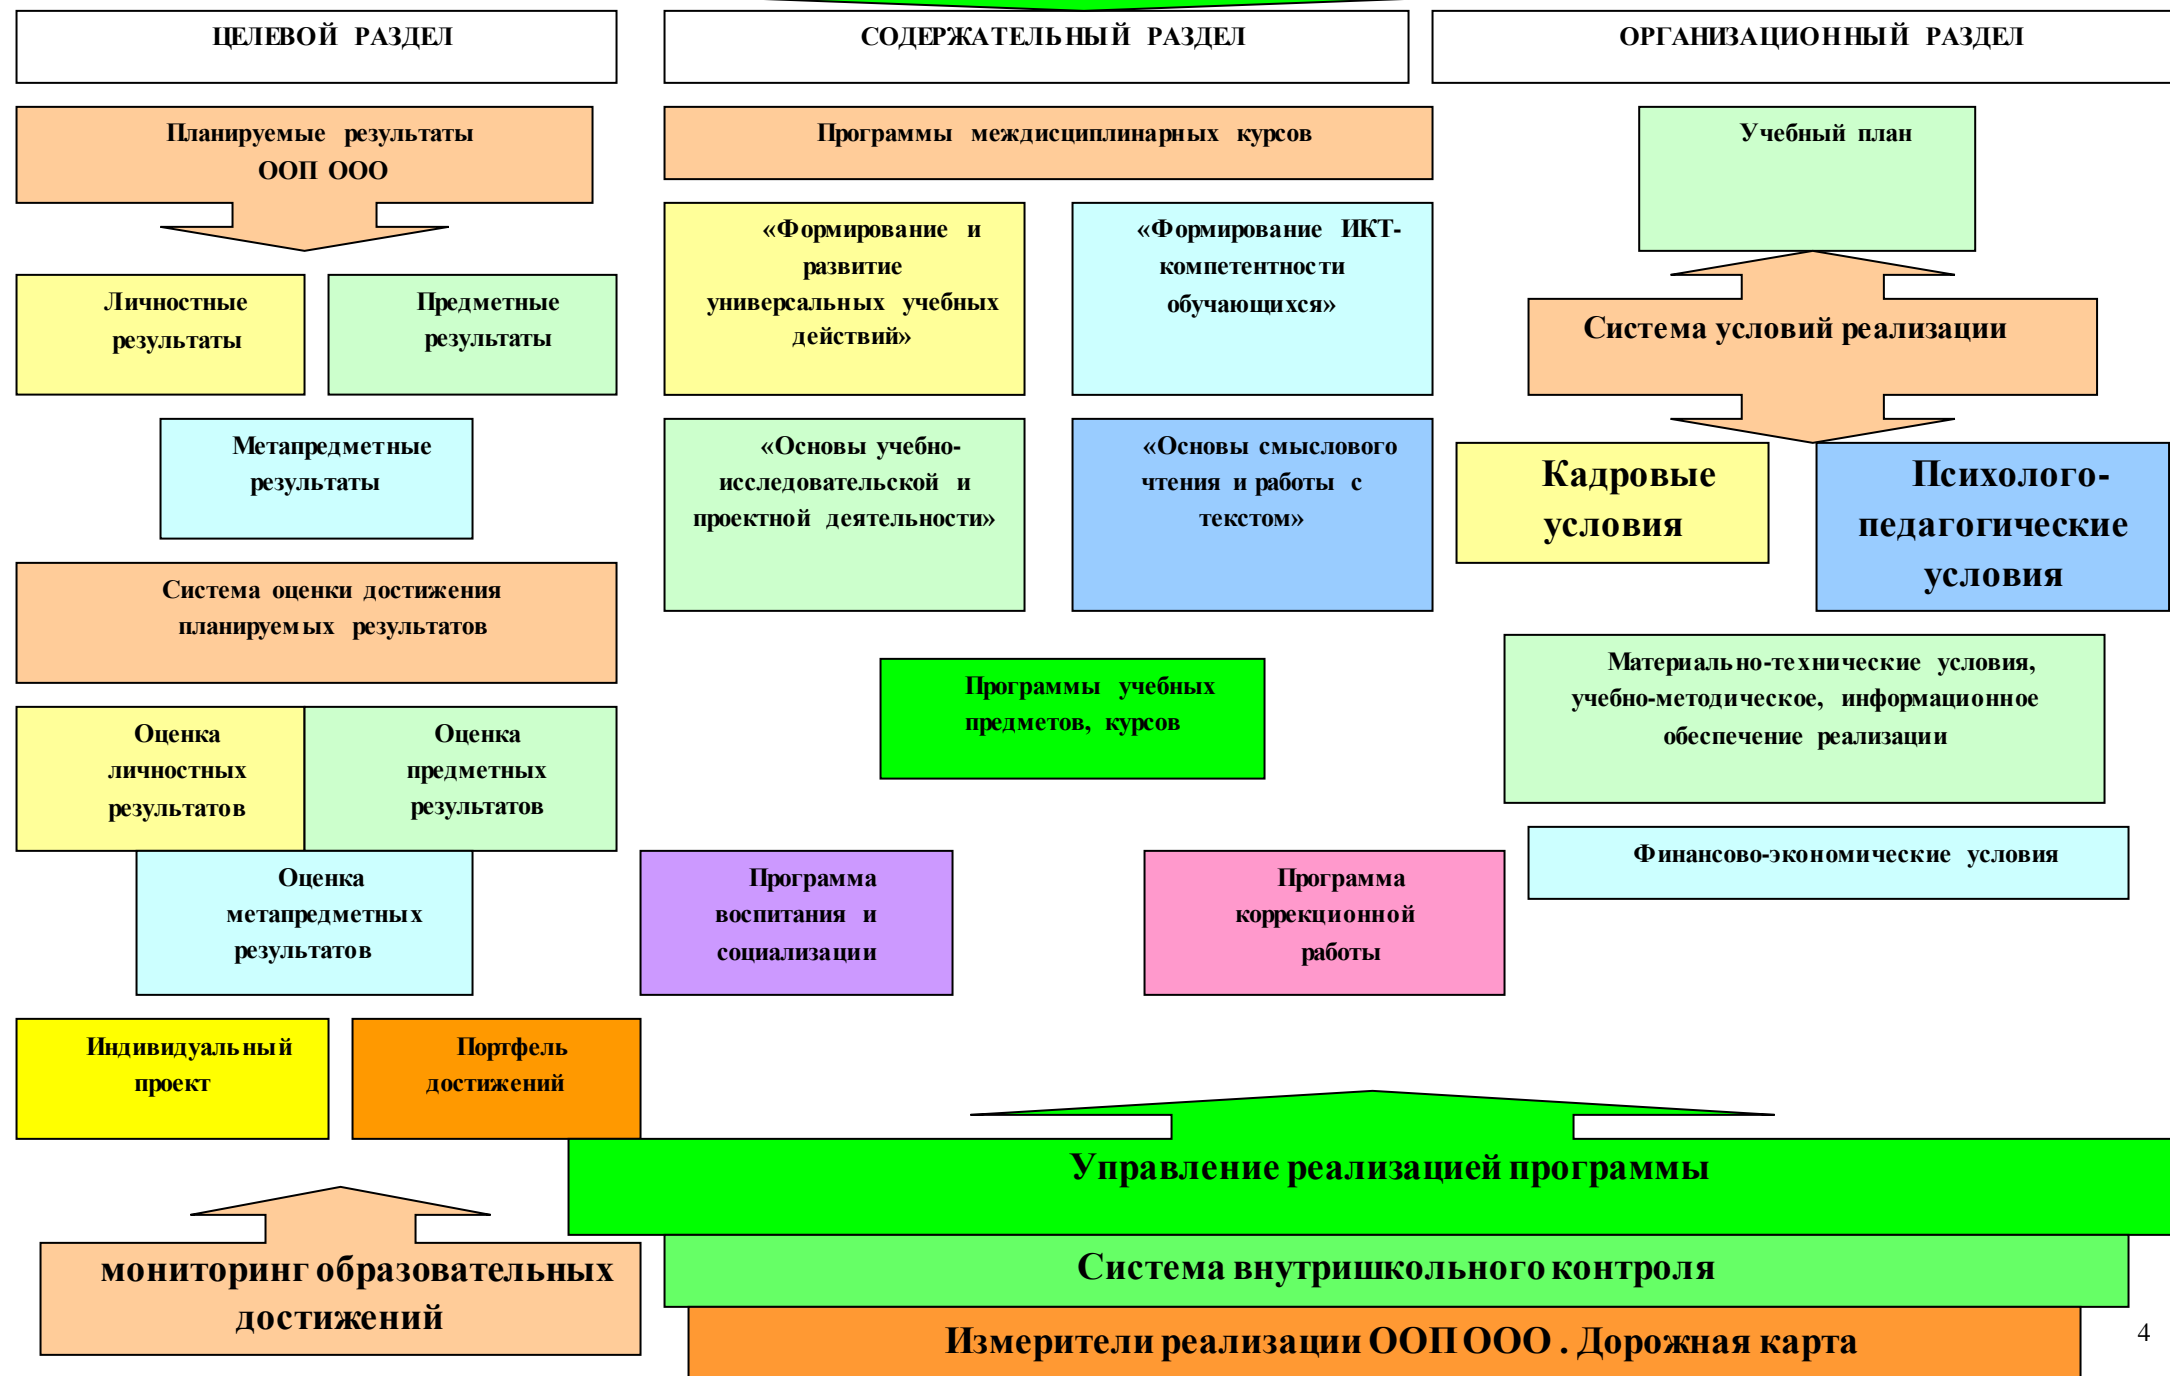 ЦЕЛЕВОЙ РАЗДЕЛ
СОДЕРЖАТЕЛЬНЫЙ РАЗДЕЛ
ОРГАНИЗАЦИОННЫЙ РАЗДЕЛ
Планируемые результаты
ООП ООО
Личностные
результаты
Предметные
результаты
Метапредметные
результаты
Система оценки достижения
планируемых результатов
Оценка
личностных
результатов
Оценка
предметных
результатов
Оценка
метапредметных
результатов
Индивидуальный
проект
Портфель
достижений
мониторинг образовательных
достижений
Программы междисциплинарных курсов
«Формирование и
развитие
универсальных учебных
действий»
«Формирование ИКТ-
компетентности
обучающихся»
«Основы учебно-
исследовательской и
проектной деятельности»
«Основы смыслового
чтения и работы с
текстом»
Программы учебных
предметов, курсов
Программа
воспитания и
социализации
Программа
коррекционной
работы
Учебный план
Система условий реализации
Кадровые
условия
Психолого-
педагогические
условия
Материально-технические условия,
учебно-методическое, информационное
обеспечение реализации
Финансово-экономические условия
Управление реализацией программы
Система внутришкольного контроля
Измерители реализации ООП ООО . Дорожная карта
4